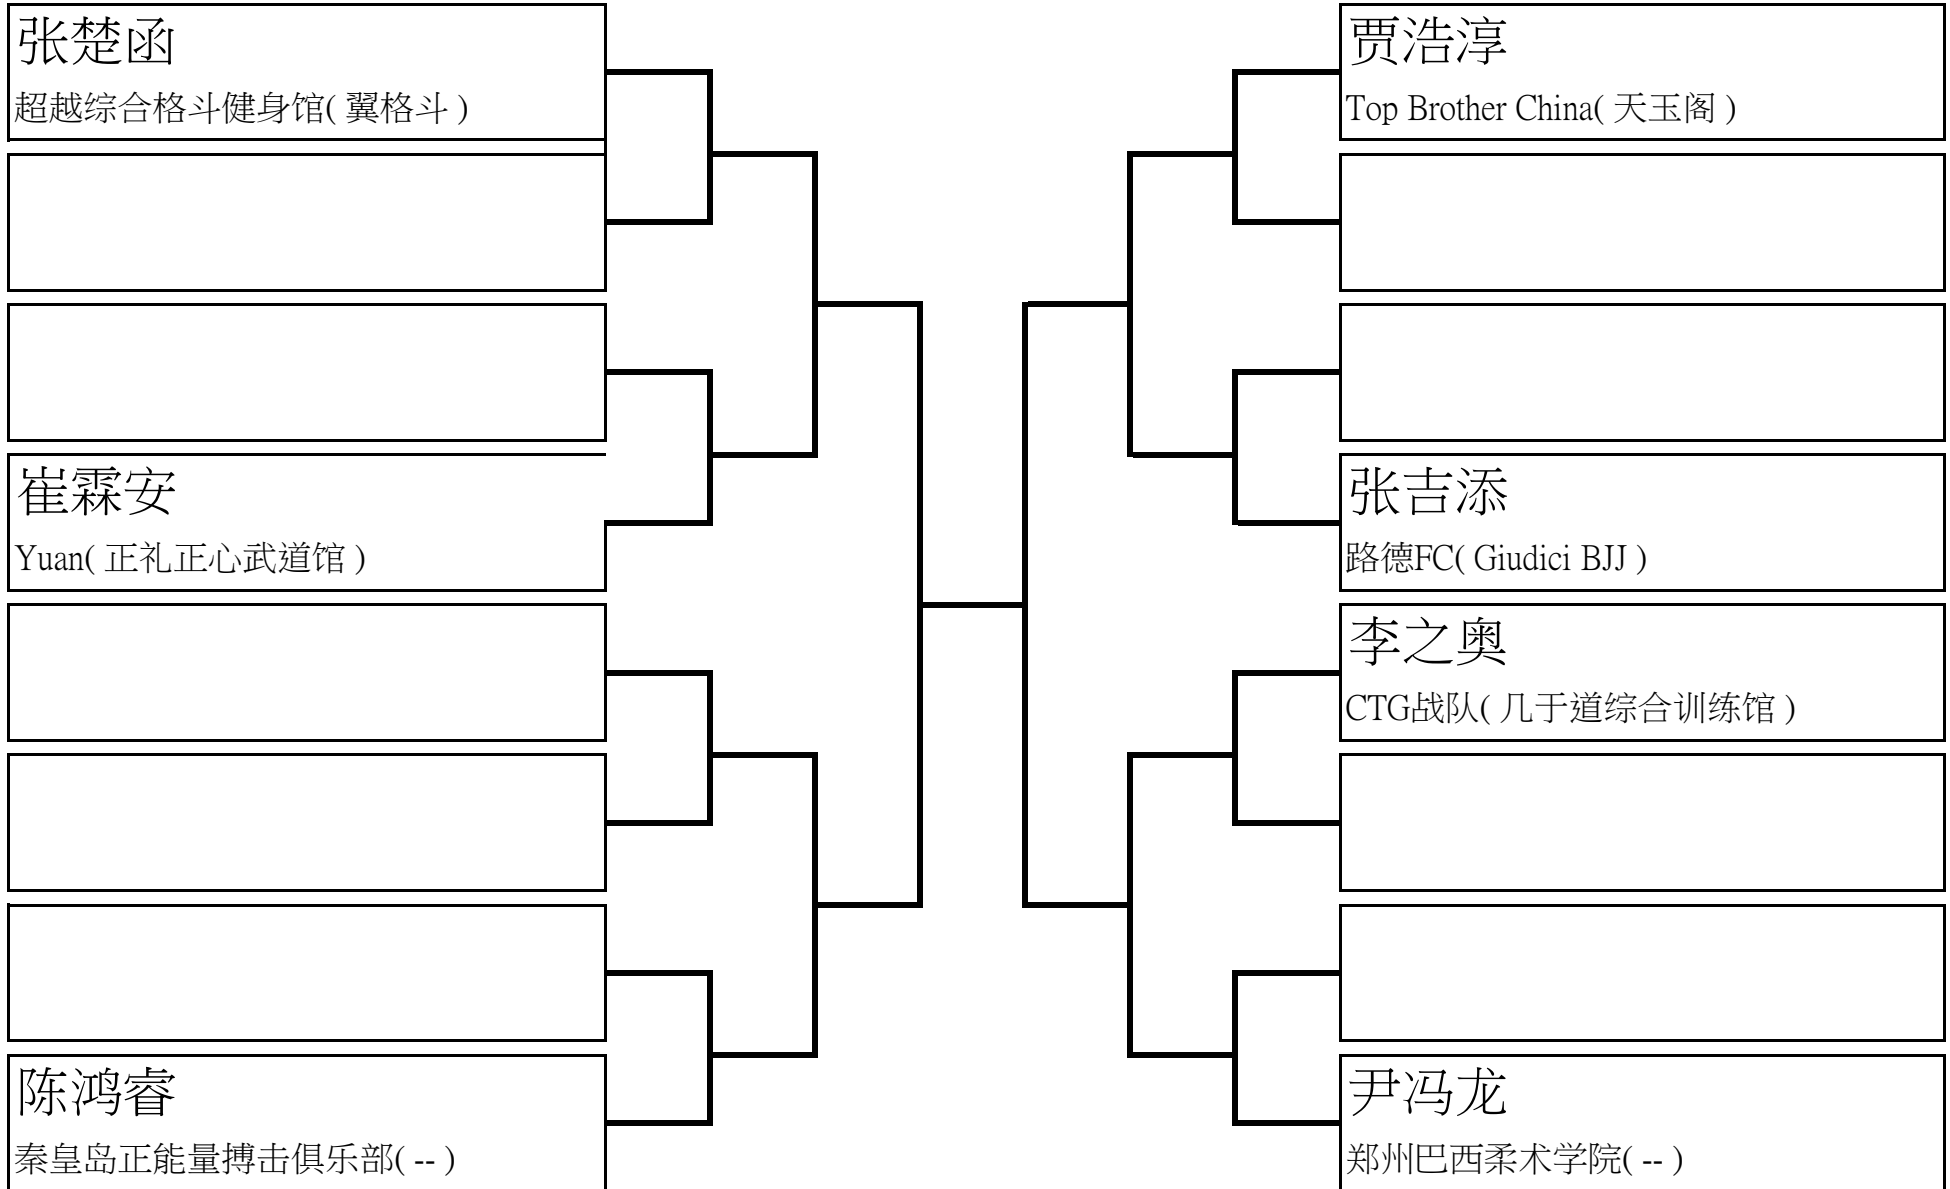 张楚函
超越综合格斗健身馆( 翼格斗 )
崔霖安
Yuan( 正礼正心武道馆 )
陈鸿睿
秦皇岛正能量搏击俱乐部( -- )
贾浩淳
Top Brother China( 天玉阁 )
张吉添
路德FC( Giudici BJJ )
李之奥
CTG战队( 几于道综合训练馆 )
尹冯龙
郑州巴西柔术学院( -- )